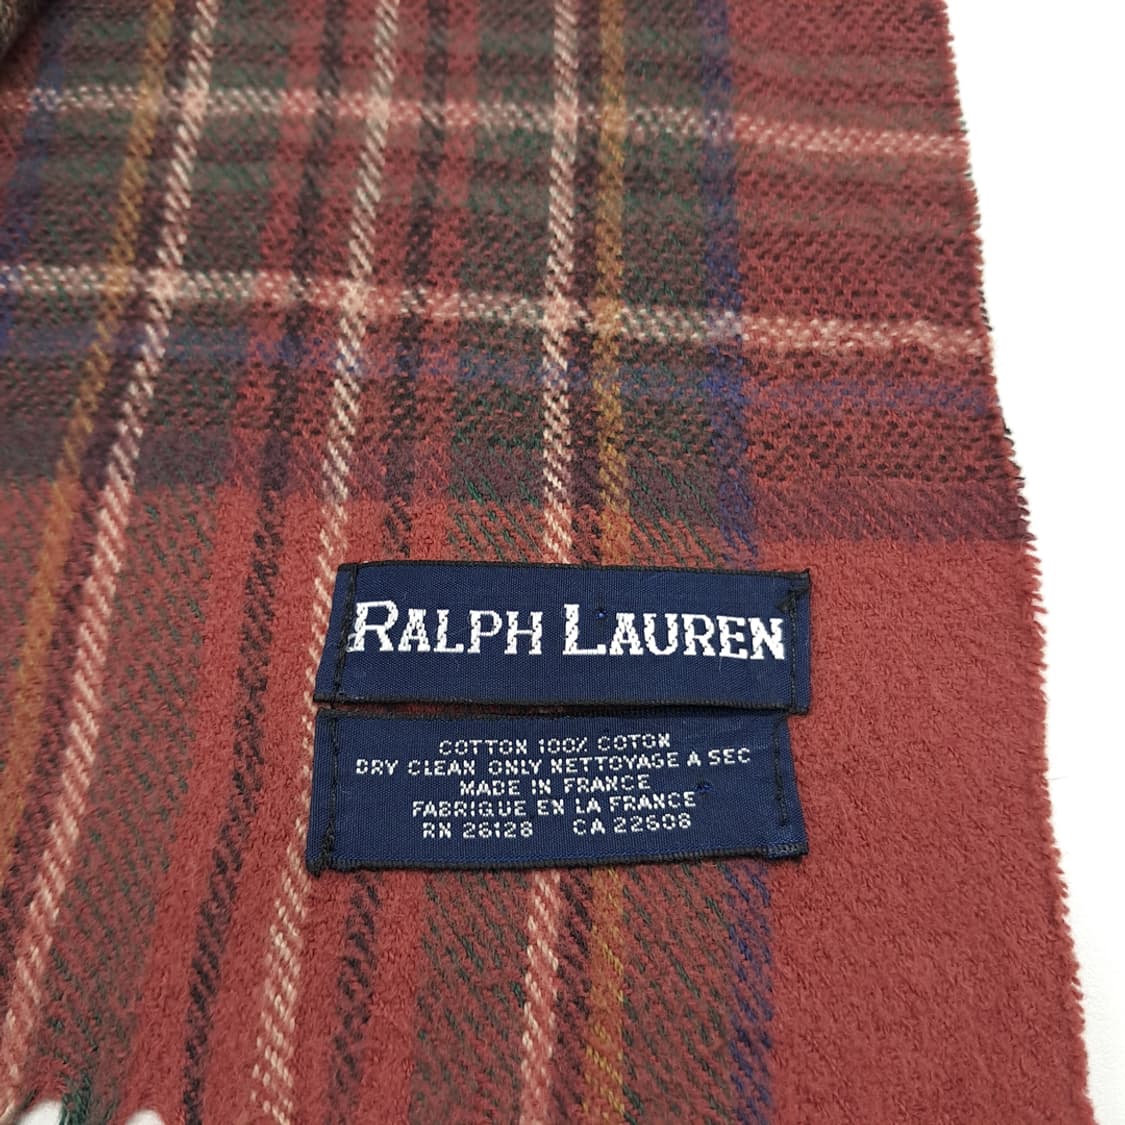 RALPH LAUREN
COTTON 100% COTON
DRY CLEAN ONLY NETTOYAGE A SEC
MADE IN FRANCE
FABRIQUE EN LA FRANCE
RN 26128 CA 22608